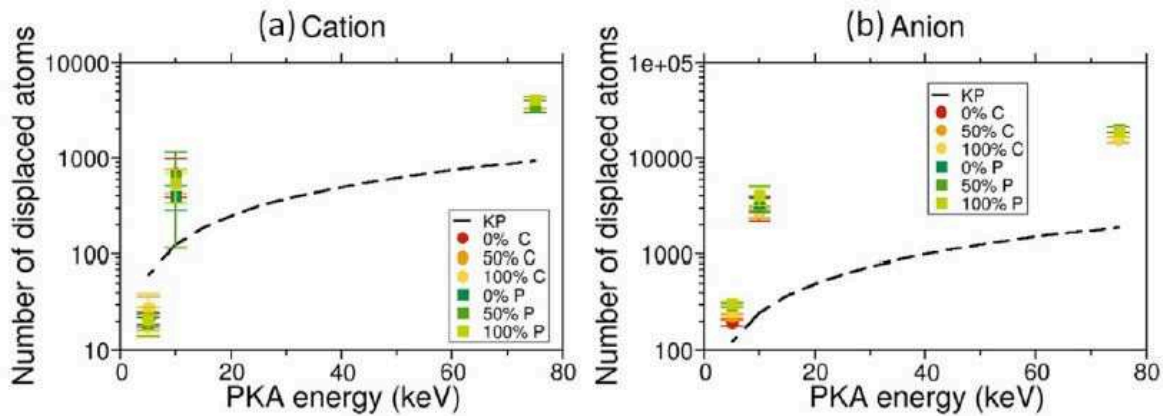 (a) Cation
Number of displaced atoms
10000
1000
100
10
KP
0% C
50% C
100% C
0% P
50% P
100% P
0 20 40 60 80
PKA energy (keV)
(b) Anion
Number of displaced atoms
1e+05
10000
1000
100
KP
0% C
50% C
100% C
0% P
50% P
100% P
0 20 40 60 80
PKA energy (keV)